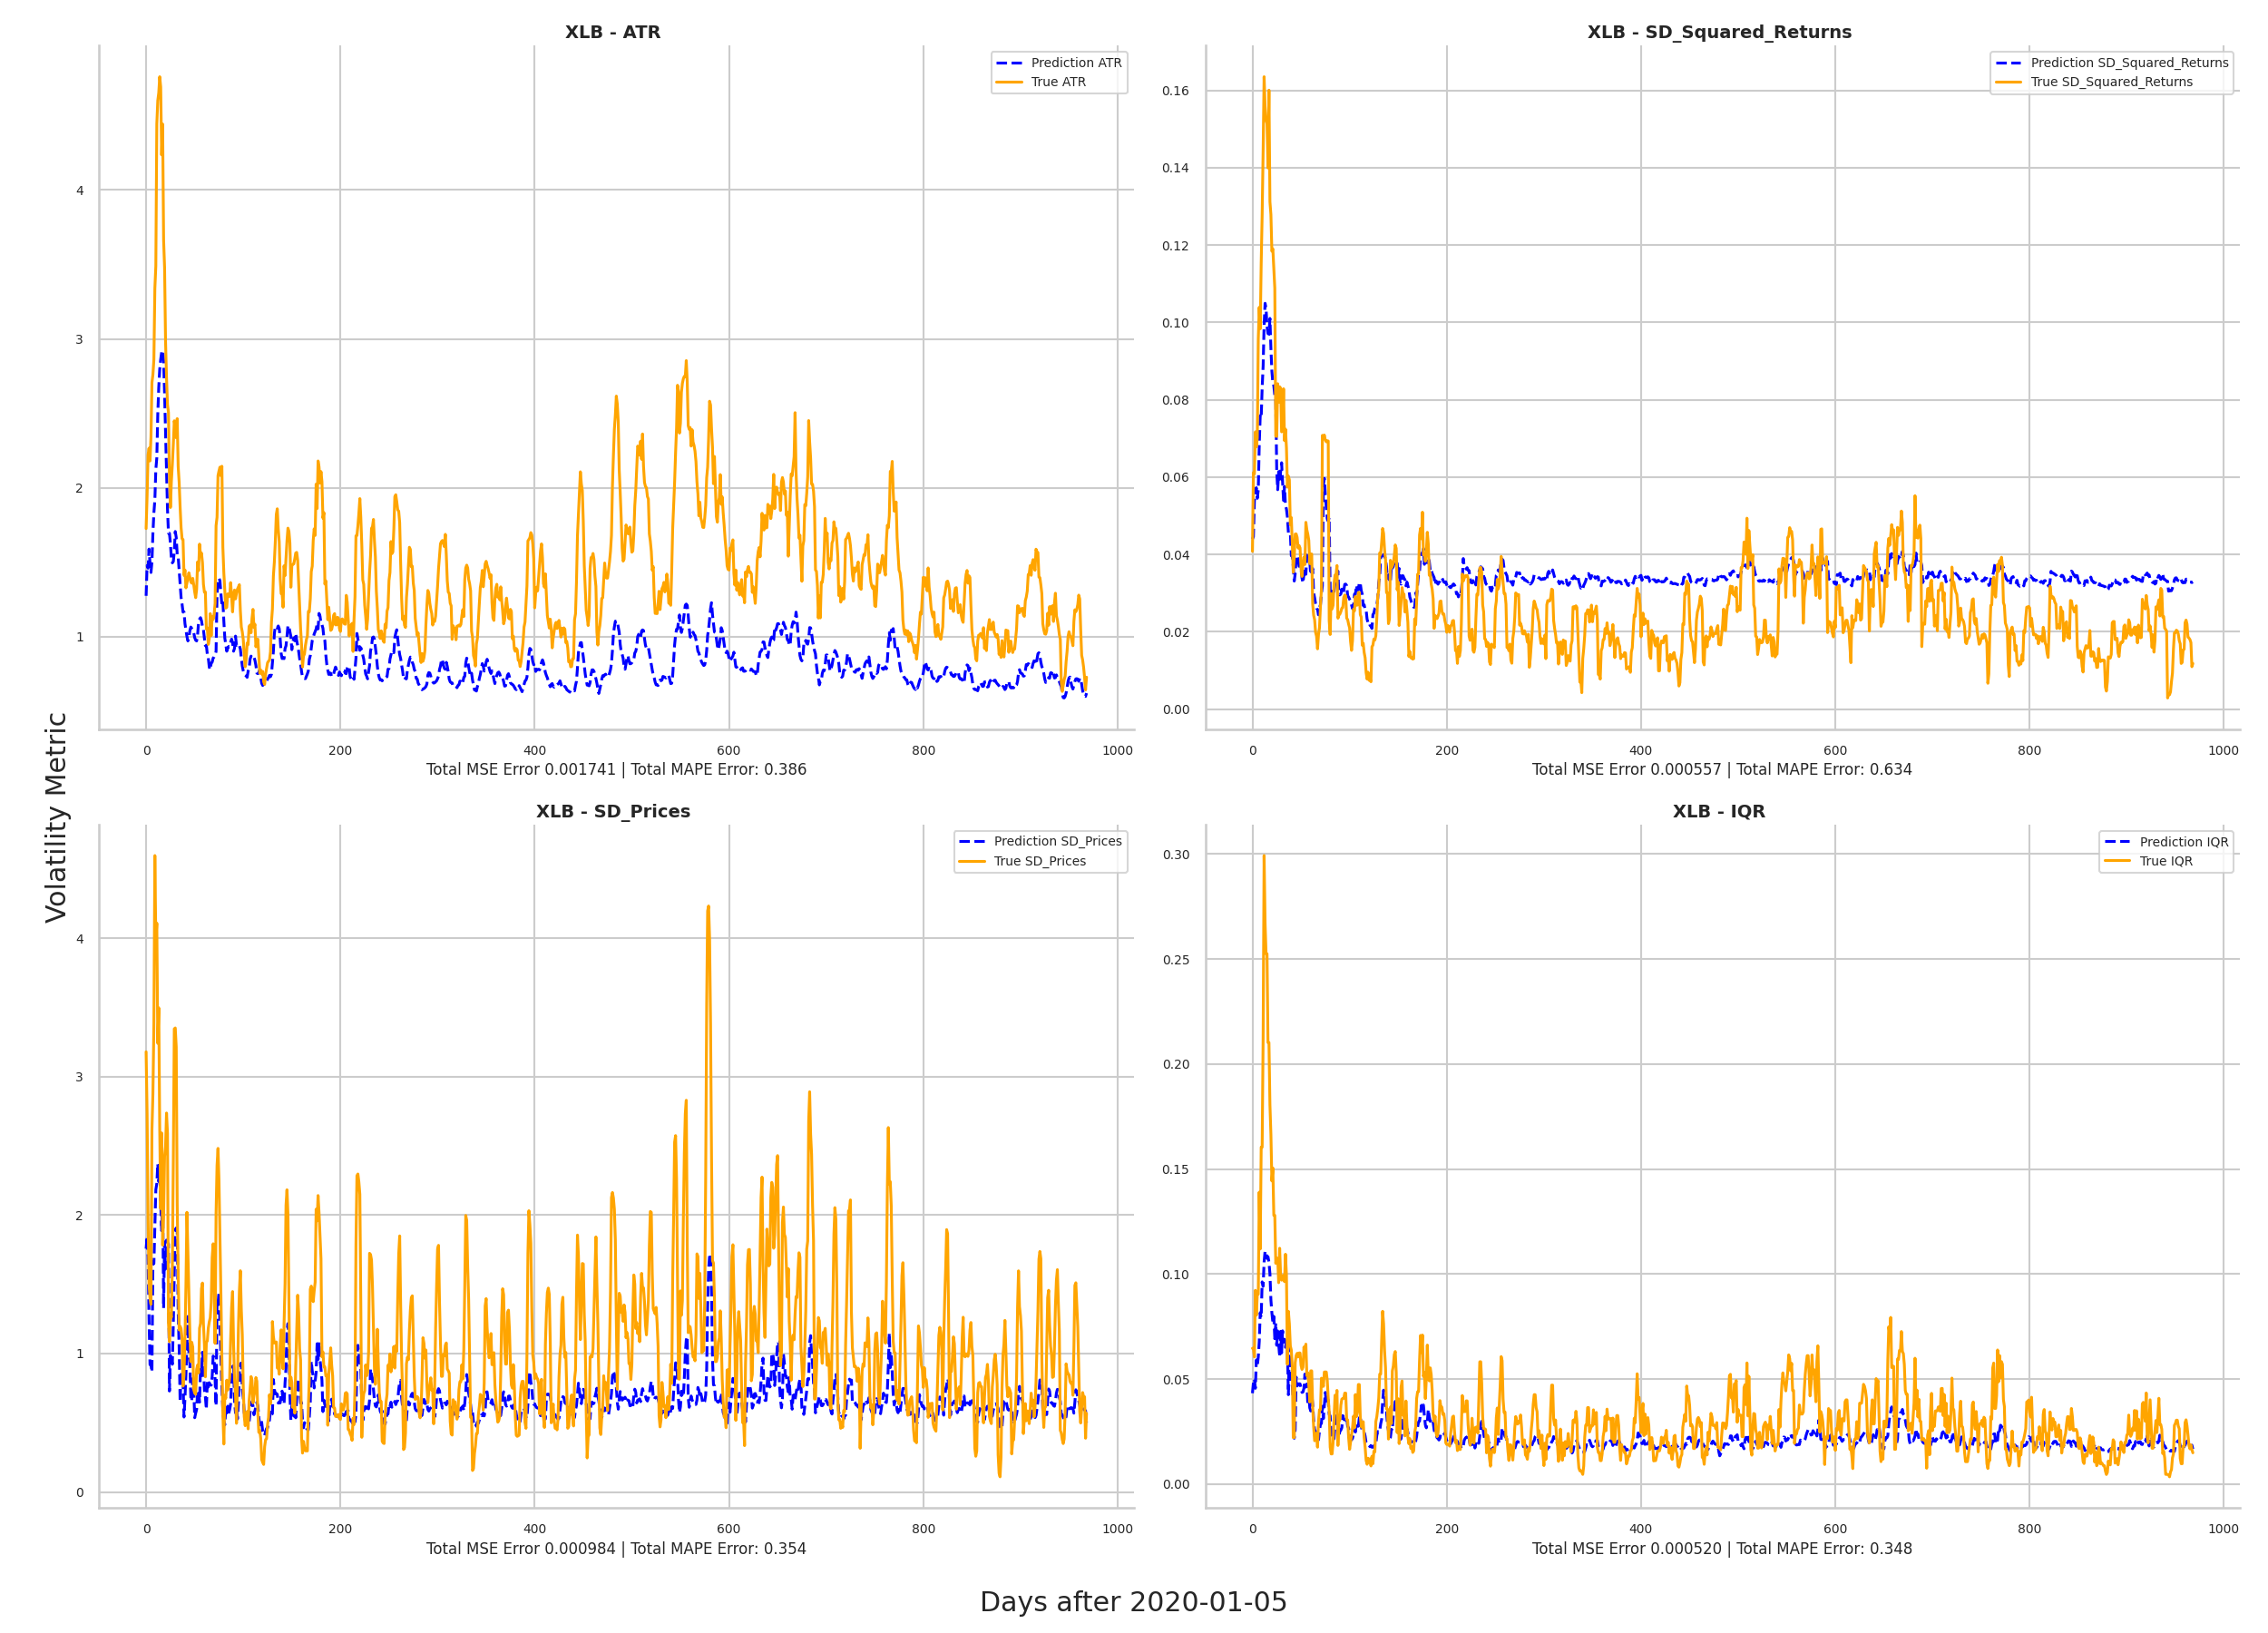 XLB - ATR
Prediction ATR
True ATR
4
3
2
1
0
200
400
600
800
1000
Total MSE Error 0.001741 | Total MAPE Error: 0.386
XLB - SD_Squared_Returns
Prediction SD_Squared_Returns
True SD_Squared_Returns
0.16
0.14
0.12
0.10
0.08
0.06
0.04
0.02
0.00
0
200
400
600
800
1000
Total MSE Error 0.000557 | Total MAPE Error: 0.634
Volatility Metric
XLB - SD_Prices
Prediction SD_Prices
True SD_Prices
4
3
2
1
0
0
200
400
600
800
1000
Total MSE Error 0.000984 | Total MAPE Error: 0.354
XLB - IQR
Prediction IQR
True IQR
0.30
0.25
0.20
0.15
0.10
0.05
0.00
0
200
400
600
800
1000
Total MSE Error 0.000520 | Total MAPE Error: 0.348
Days after 2020-01-05